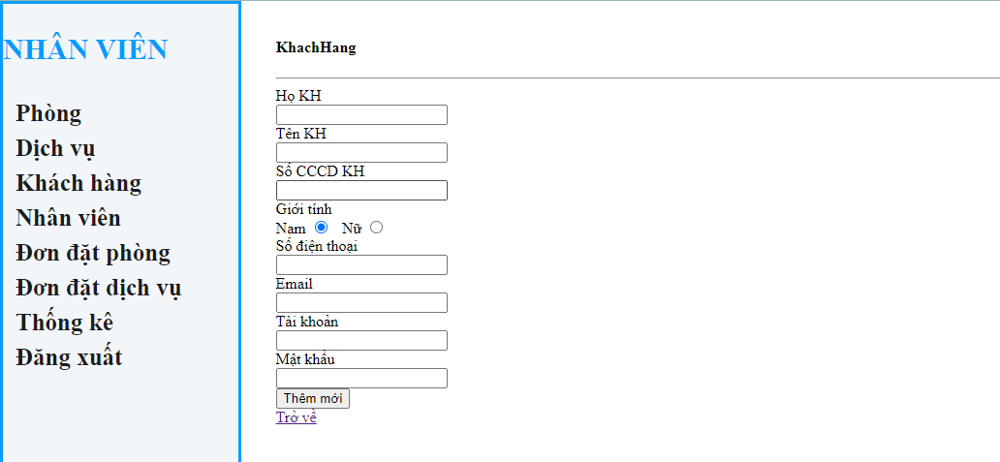 NHÂN VIÊN
Phòng
Dịch vụ
Khách hàng
Nhân viên
Đơn đặt phòng
Đơn đặt dịch vụ
Thống kê
Đăng xuất
KhachHang
Họ KH
Tên KH
Số CCCD KH
Giới tính
Nam Nữ
Số điện thoại
Email
Tài khoản
Mật khẩu
Thêm mới
Trở về